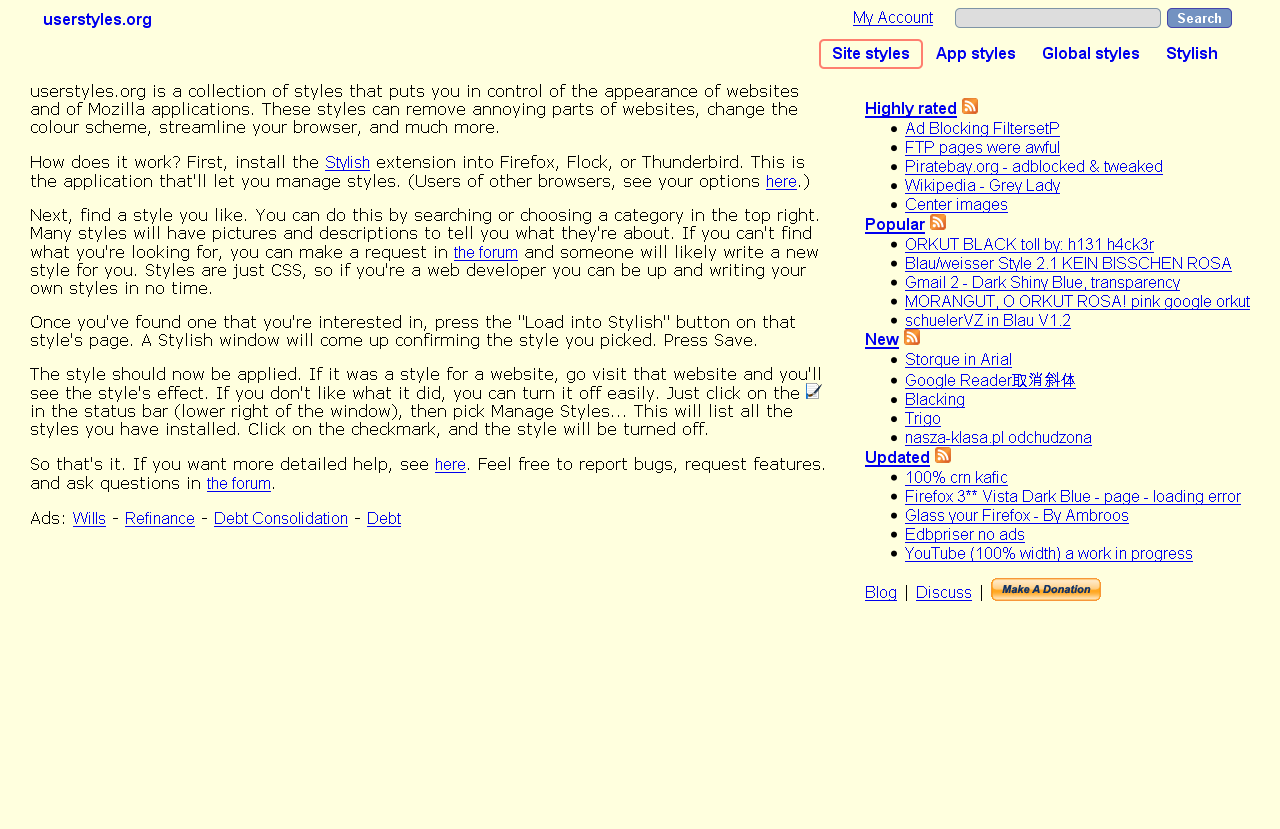 userstyles.org
My Account Search
Site styles App styles Global styles Stylish
userstyles.org is a collection of styles that puts you in control of the appearance of websites
and of Mozilla applications. These styles can remove annoying parts of websites, change the
colour scheme, streamline your browser, and much more.
How does it work? First, install the Stylish extension into Firefox, Flock, or Thunderbird. This is
the application that'll let you manage styles. (Users of other browsers, see your options here.)
Next, find a style you like. You can do this by searching or choosing a category in the top right.
Many styles will have pictures and descriptions to tell you what they're about. If you can't find
what you're looking for, you can make a request in the forum and someone will likely write a new
style for you. Styles are just CSS, so if you're a web developer you can be up and writing your
own styles in no time.
Once you've found one that you're interested in, press the "Load into Stylish" button on that
style's page. A Stylish window will come up confirming the style you picked. Press Save.
The style should now be applied. If it was a style for a website, go visit that website and you'll
see the style's effect. If you don't like what it did, you can turn it off easily. Just click on the
in the status bar (lower right of the window), then pick Manage Styles... This will list all the
styles you have installed. Click on the checkmark, and the style will be turned off.
So that's it. If you want more detailed help, see here. Feel free to report bugs, request features.
and ask questions in the forum.
Ads: Wills - Refinance - Debt Consolidation - Debt
Highly rated
Ad Blocking FiltersetP
FTP pages were awful
Piratebay.org - adblocked & tweaked
Wikipedia - Grey Lady
Center images
Popular
ORKUT BLACK toll by: h131 h4ck3r
Blau/weisser Style 2.1 KEIN BISSCHEN ROSA
Gmail 2 - Dark Shiny Blue, transparency
MORANGUT, O ORKUT ROSA! pink google orkut
schuelerVZ in Blau V1.2
New
Storque in Arial
Google Reader取消斜体
Blacking
Trigo
nasza-klasa.pl odchudzona
Updated
100% crn kafic
Firefox 3** Vista Dark Blue - page - loading error
Glass your Firefox - By Ambroos
Edbpriser no ads
YouTube (100% width) a work in progress
Blog | Discuss | Make A Donation